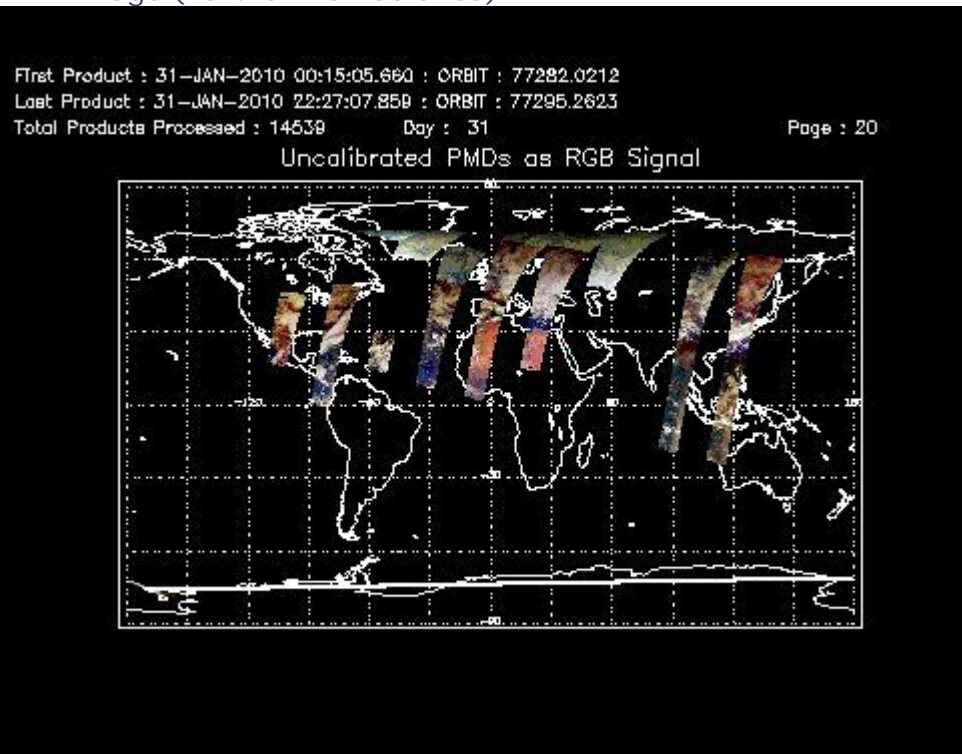 First Product : 31-JAN-2010 00:15:05.660 : ORBIT : 77282.0212
Last Product : 31-JAN-2010 22:27:07.859 : ORBIT : 77295.2623
Total Products Processed : 14539 Day : 31 Page : 20
Uncalibrated PMDs as RGB Signal
-120
-90